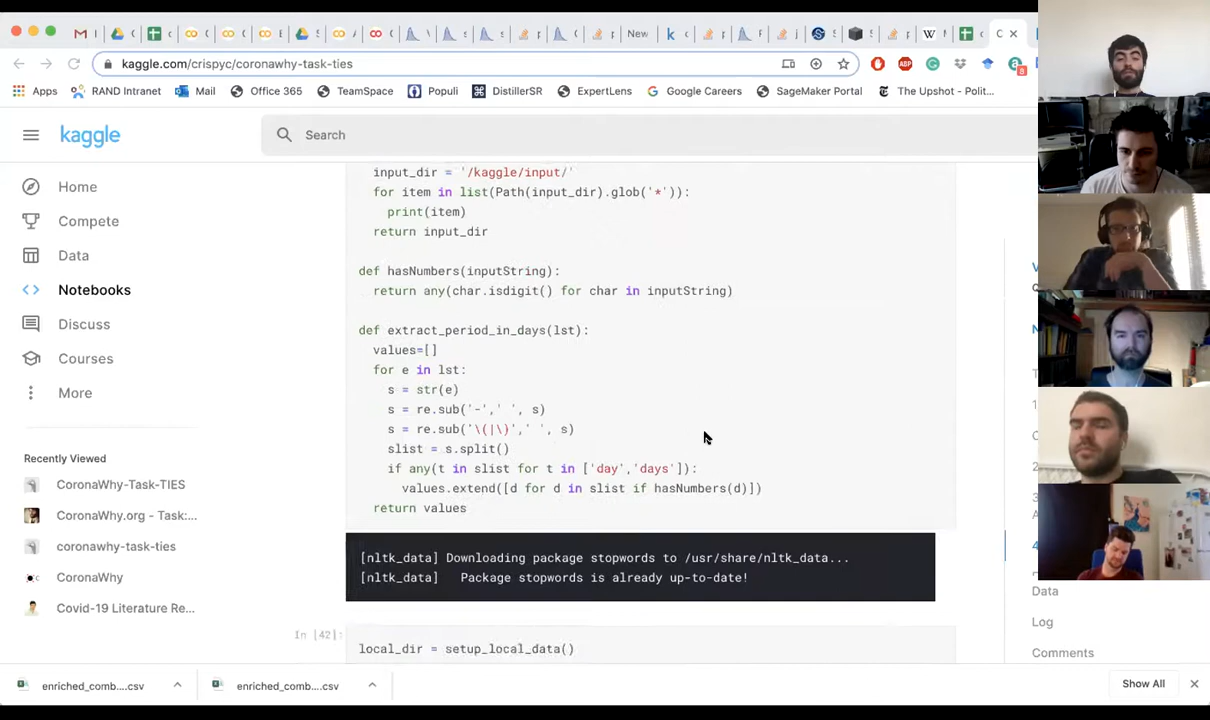 M
New
k
W
C
kaggle.com/crispyc/coronawhy-task-ties
ABP
8
Apps
RAND Intranet
Mail
Office 365
TeaмSpace
Populi
DistillerSR
ExpertLens
Google Careers
SageMaker Portal
The Upshot - Polit...
kaggle
Search
Home
Compete
Data
Notebooks
Discuss
Courses
More
Recently Viewed
CoronaWhy-Task-TIES
CoronaWhy.org - Task:...
coronawhy-task-ties
CoronaWhy
Covid-19 Literature Re...
input_dir = '/kaggle/input/'
for item in list(Path(input_dir).glob('*')):
print(item)
return input_dir
def hasNumbers(inputString):
return any(char.isdigit() for char in inputString)
def extract_period_in_days(lst):
values=[]
for e in lst:
s = str(e)
s = re.sub('-',' ', s)
s = re.sub('\(|\)',' ', s)
slist = s.split()
if any(t in slist for t in ['day','days']):
values.extend([d for d in slist if hasNumbers(d)])
return values
[nltk_data] Downloading package stopwords to /usr/share/nltk_data...
[nltk_data]   Package stopwords is already up-to-date!
In [42]:
local_dir = setup_local_data()
Data
Log
Comments
enriched_comb....csv
enriched_comb....csv
Show All